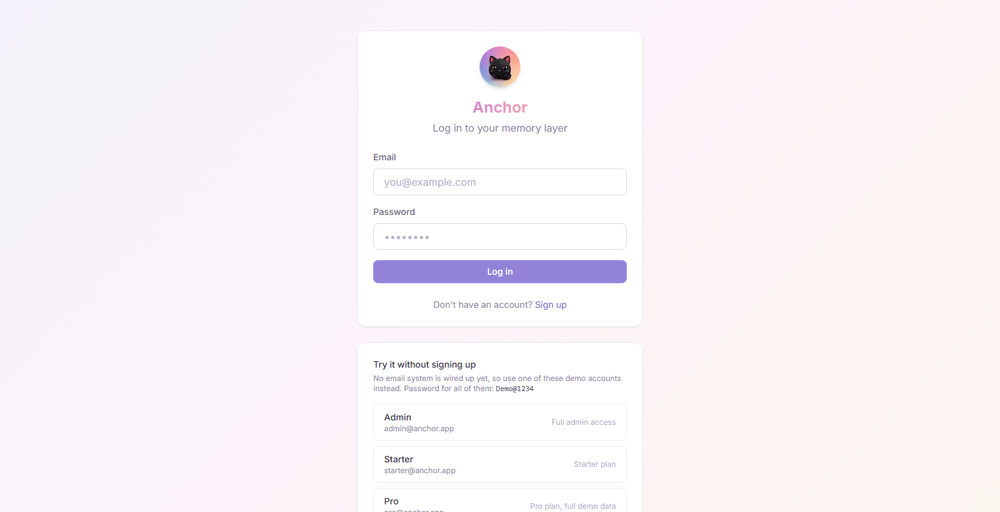 Anchor
Log in to your memory layer
Email
you@example.com
Password
Log in
Don't have an account? Sign up
Try it without signing up
No email system is wired up yet, so use one of these demo accounts
instead. Password for all of them: Demo@1234
Admin
admin@anchor.app
Full admin access
Starter
starter@anchor.app
Starter plan
Pro
pro@anchor.app
Pro plan, full demo data